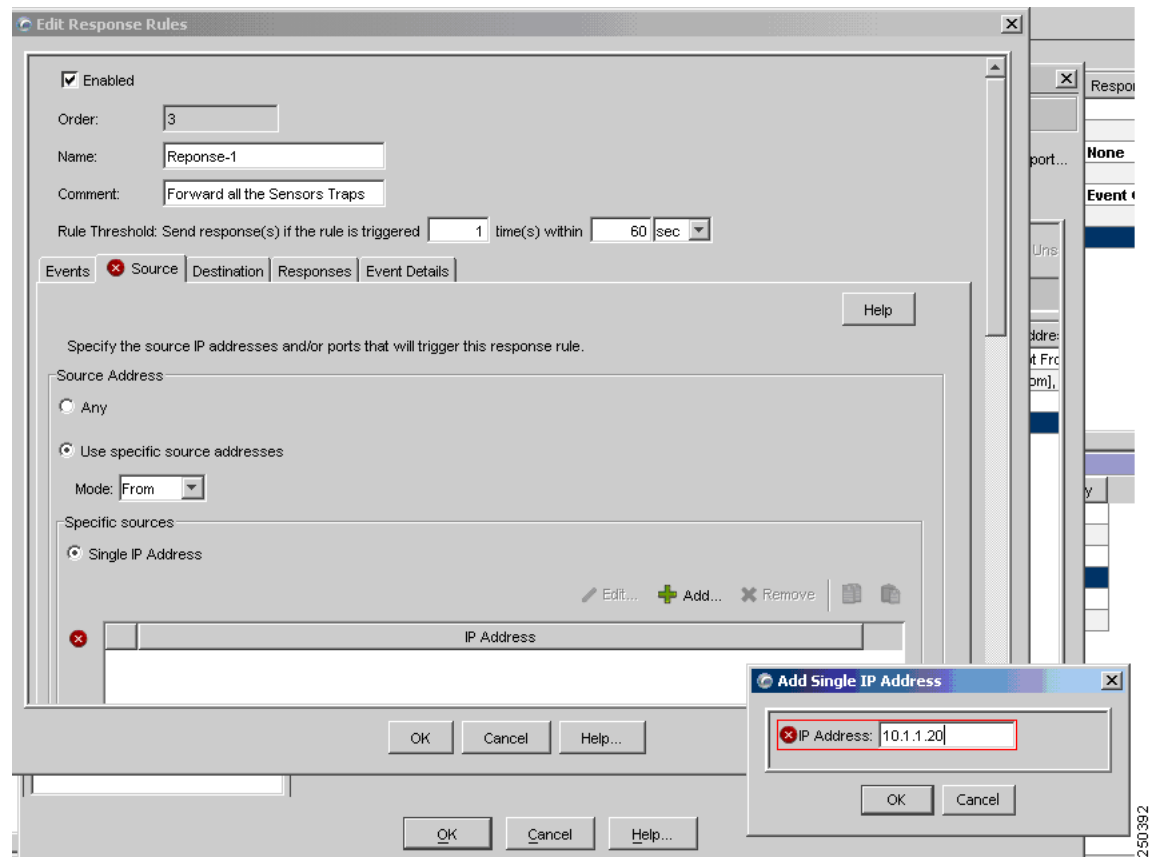 Edit Response Rules
Enabled
Order: 3
Name: Reponse-1
Comment: Forward all the Sensors Traps
Rule Threshold: Send response(s) if the rule is triggered 1 time(s) within 60 sec
Events Source Destination Responses Event Details
Help
Specify the source IP addresses and/or ports that will trigger this response rule.
Source Address
Any
Use specific source addresses
Mode: From
Specific sources
Single IP Address
Edit... Add... Remove
IP Address
OK Cancel Help...
Add Single IP Address
IP Address: 10.1.1.20
OK Cancel
OK Cancel Help...
None
Event
250392